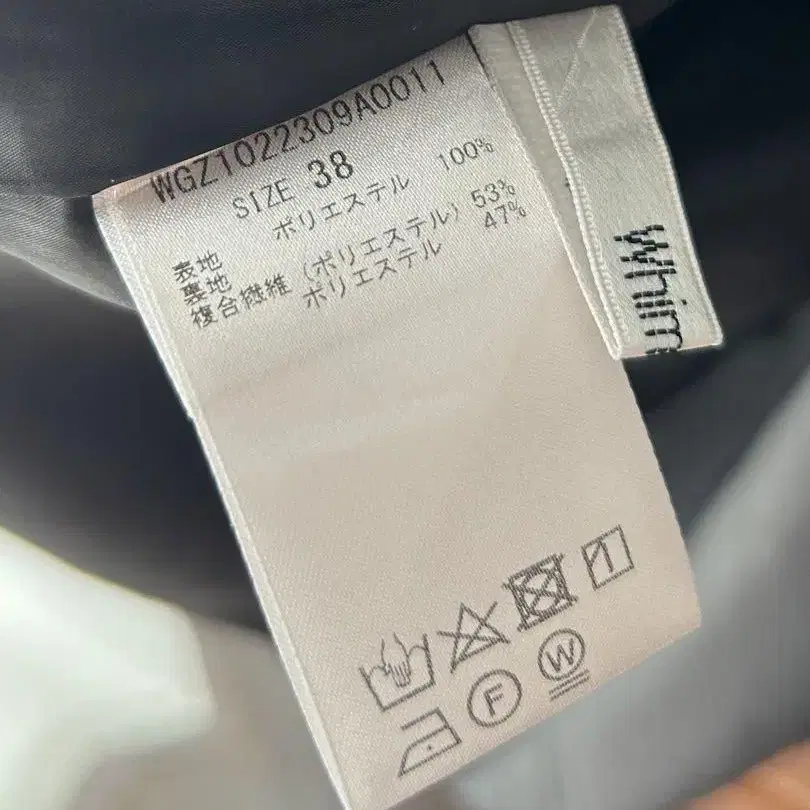 WGZ1022309A0011
SIZE 38
表地 ポリエステル 100%
裏地
複合繊維 (ポリエステル) 53%
ポリエステル 47%
F
W
Whim